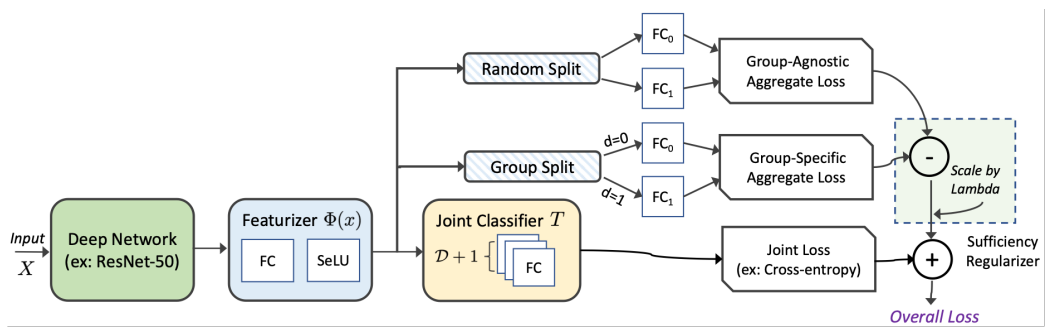 Random Split
FC₀
FC₁
Group-Agnostic
Aggregate Loss
Group Split
d=0
d=1
FC₀
FC₁
Group-Specific
Aggregate Loss
-
Scale by
Lambda
Input
X
Deep Network
(ex: ResNet-50)
Featurizer Φ(x)
FC
SeLU
Joint Classifier T
𝒟 + 1
FC
Joint Loss
(ex: Cross-entropy)
+
Sufficiency
Regularizer
Overall Loss